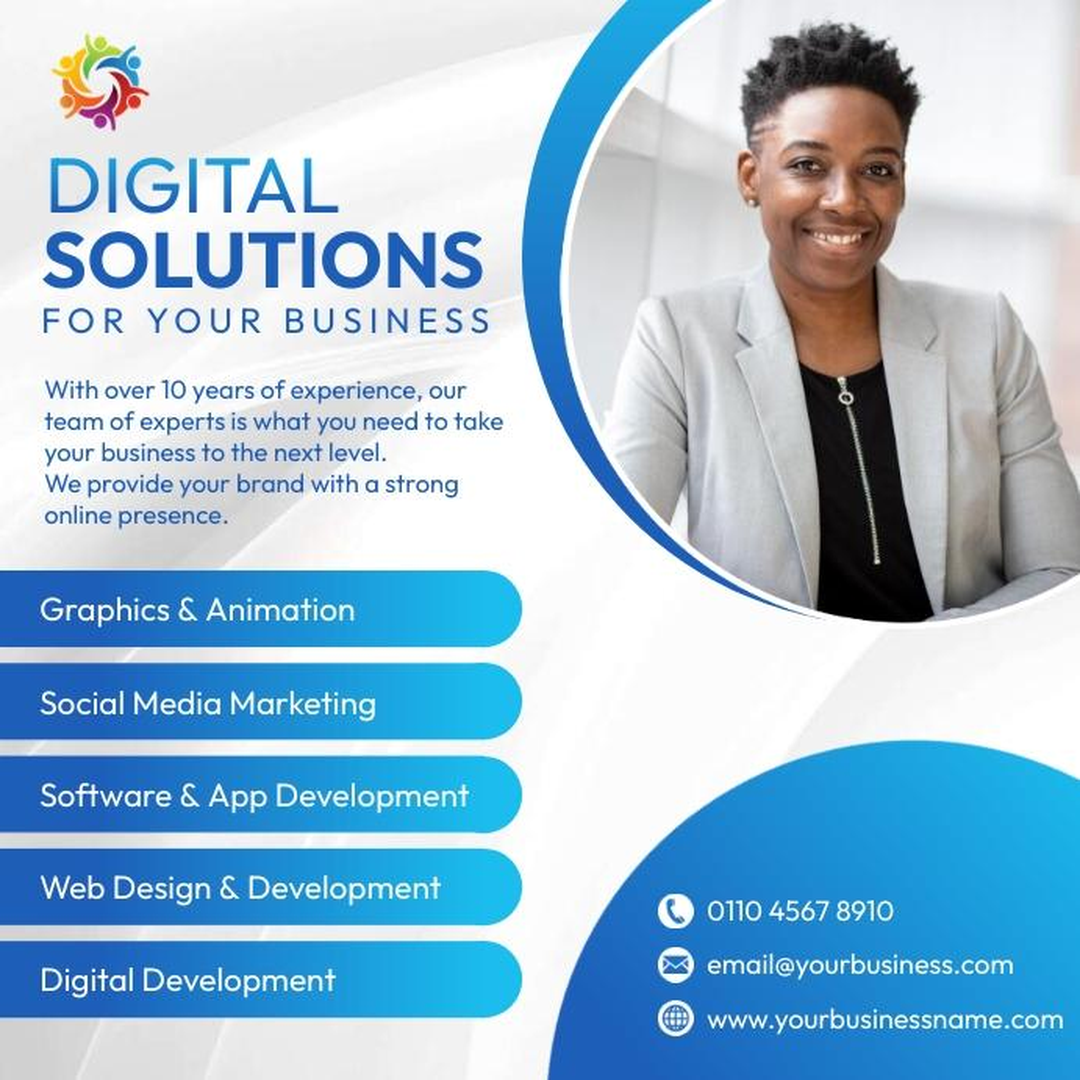 DIGITAL
SOLUTIONS
FOR YOUR BUSINESS
With over 10 years of experience, our
team of experts is what you need to take
your business to the next level.
We provide your brand with a strong
online presence.
Graphics & Animation
Social Media Marketing
Software & App Development
Web Design & Development
Digital Development
0110 4567 8910
email@yourbusiness.com
www.yourbusinessname.com